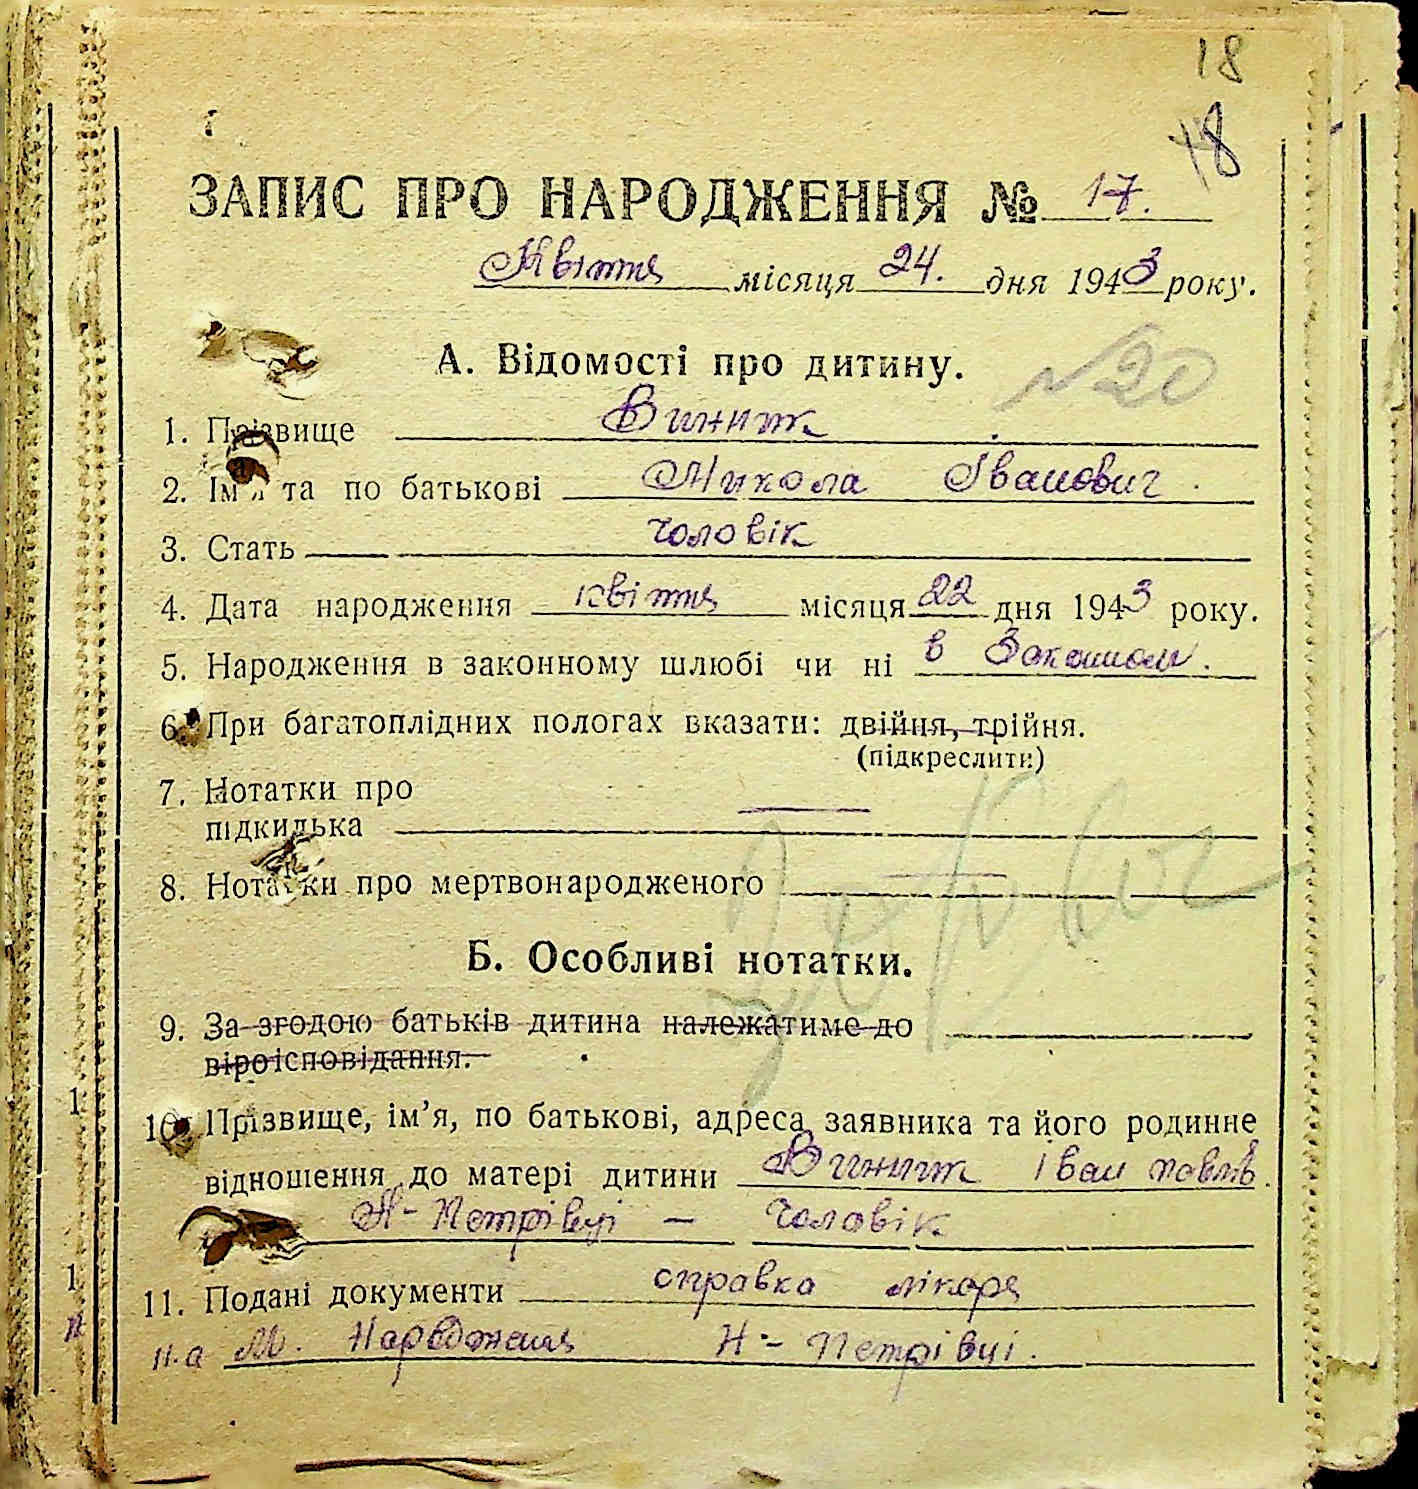 18
18
ЗАПИС ПРО НАРОДЖЕННЯ № 17.
Квітня місяця 24. дня 1943 року.
А. Відомості про дитину.
№20
1. Прізвище Виниж
2. Ім'я та по батькові Микола Іванович
3. Стать чоловік
4. Дата народження квітня місяця 22 дня 1943 року.
5. Народження в законному шлюбі чи ні в Законом.
6. При багатоплідних пологах вказати: двійня, трійня.
(підкреслити)
7. Нотатки про
підкидька
8. Нотатки про мертвонародженого
Б. Особливі нотатки.
9. За згодою батьків дитина належатиме до
віроісповідання.
10. Прізвище, ім'я, по батькові, адреса заявника та його родинне
відношення до матері дитини Виниж Іван
Н-Петрівці - чоловік
11. Подані документи справка лікаря
11.а М. Народження Н-Петрівці.